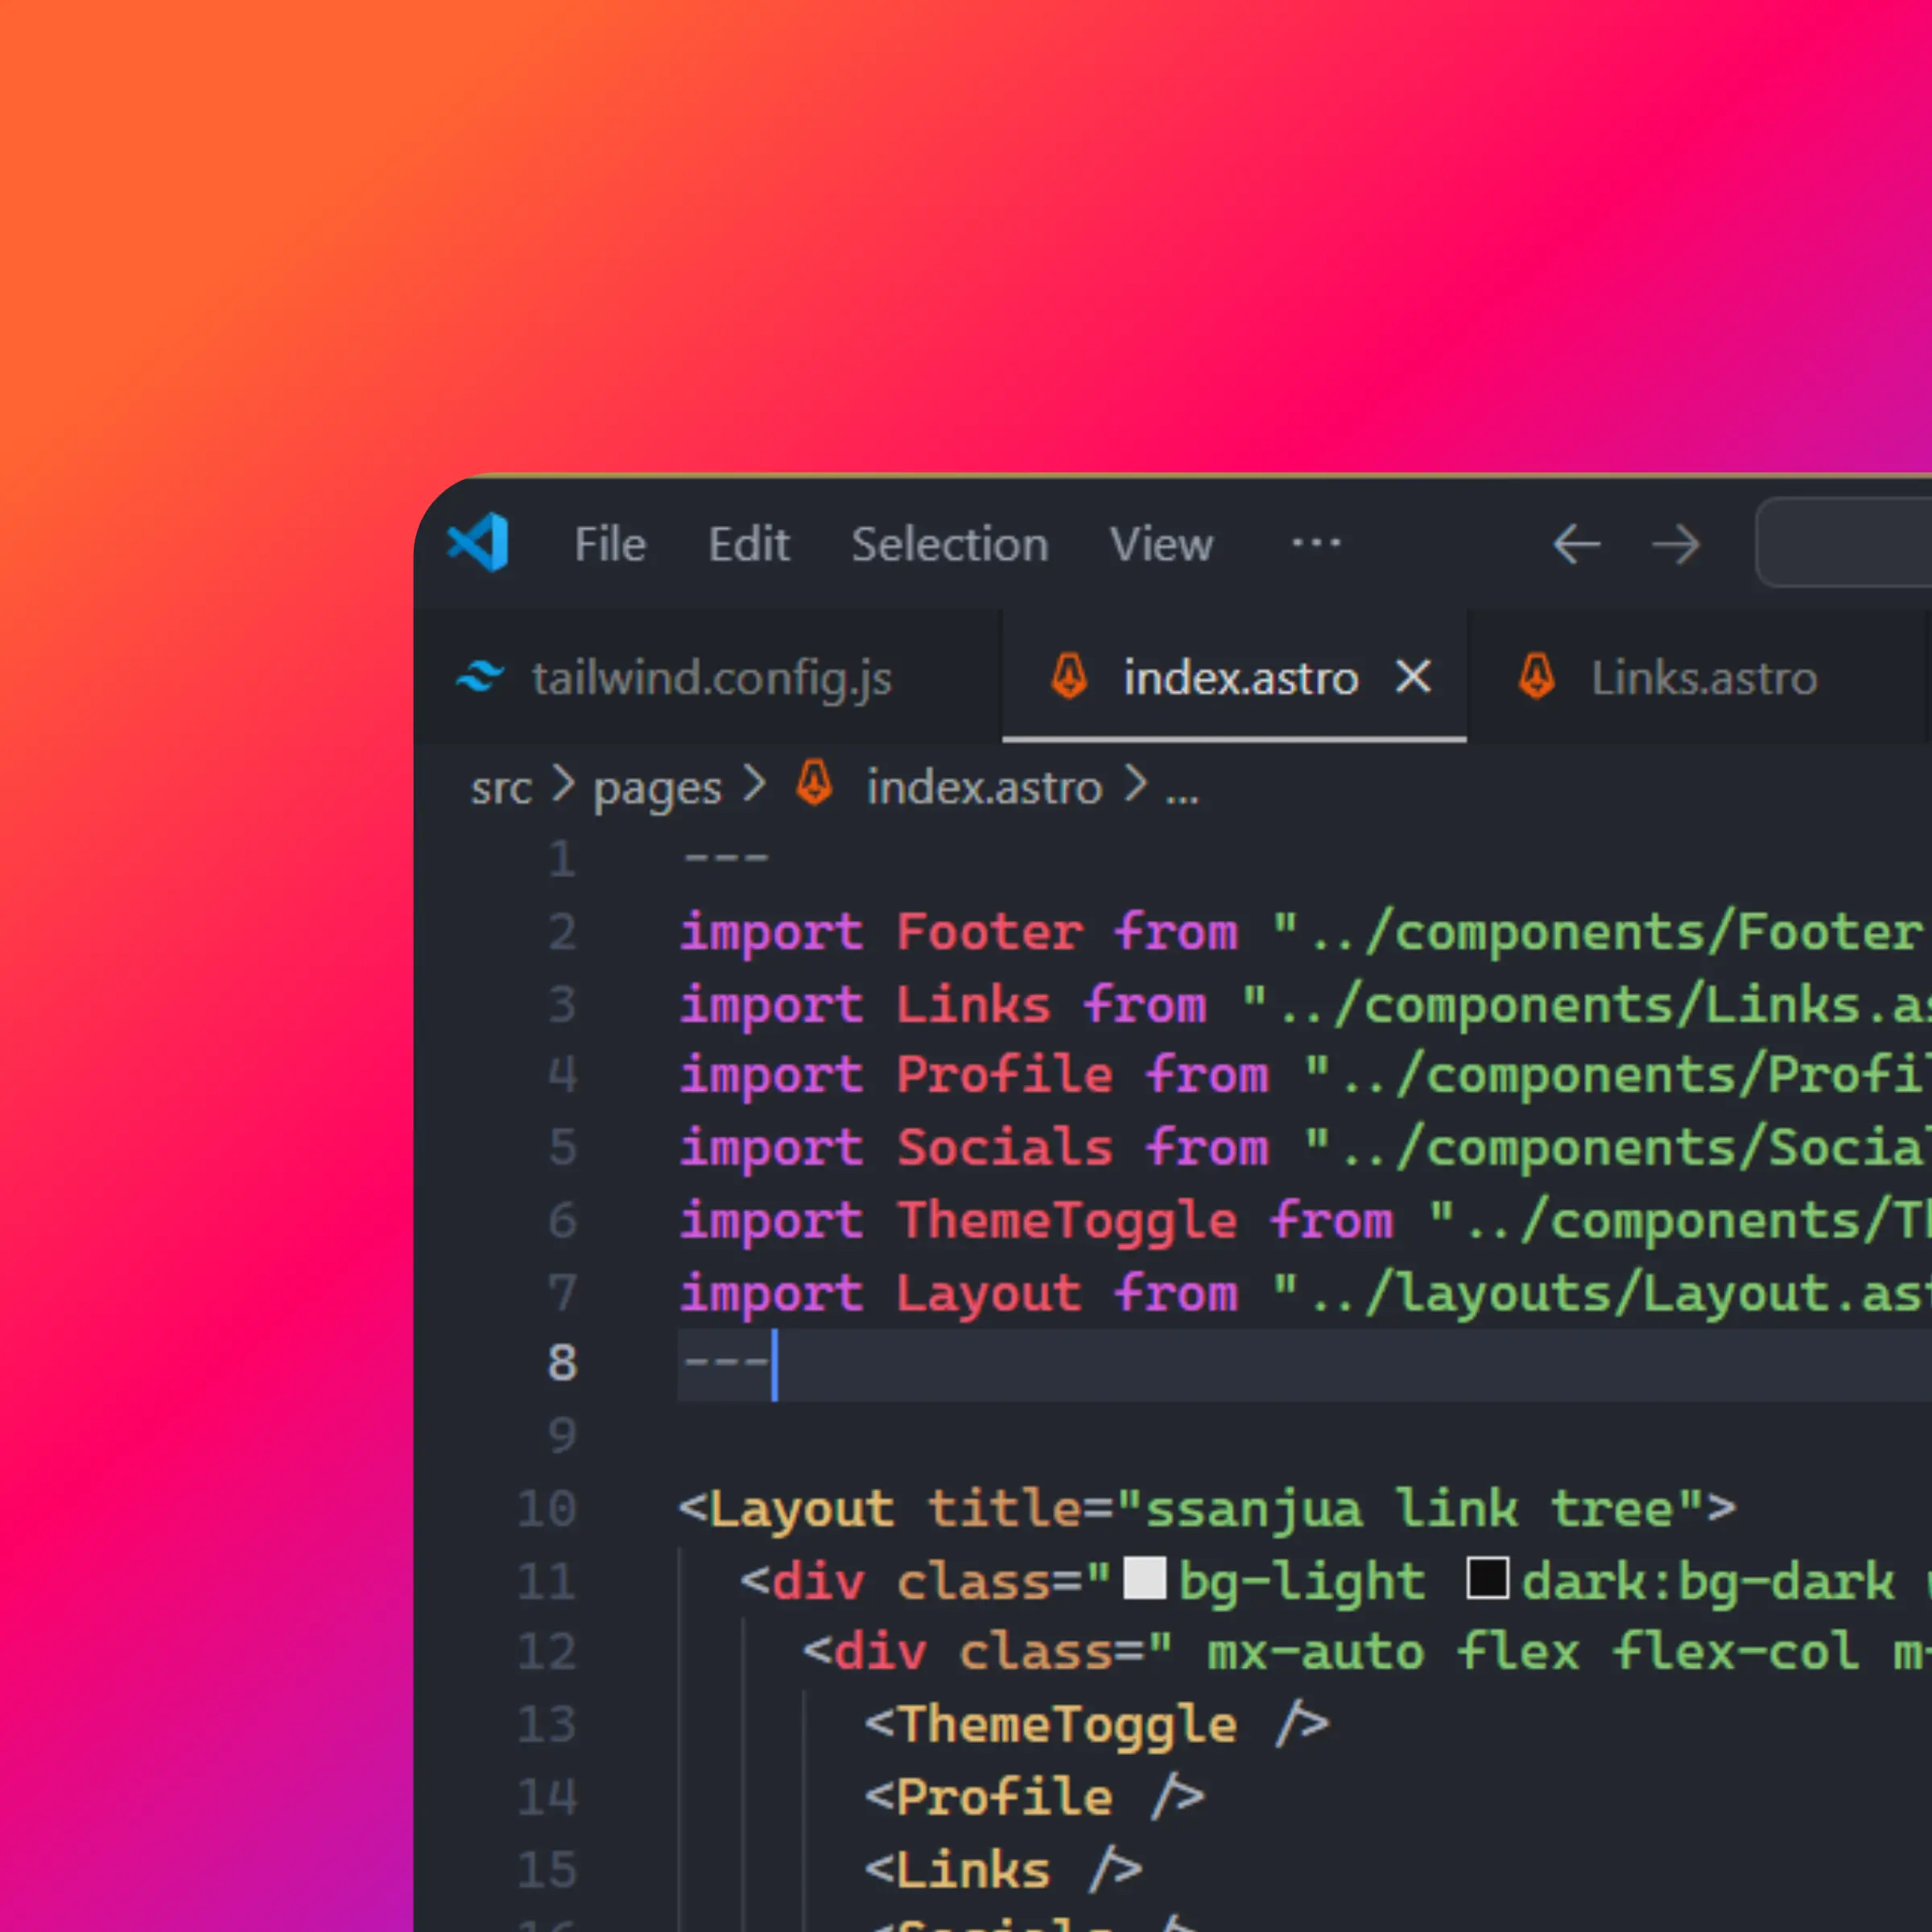 File Edit Selection View ...
tailwind.config.js index.astro Links.astro
src > pages > index.astro > ...
1 ---
2 import Footer from "../components/Footer
3 import Links from "../components/Links.as
4 import Profile from "../components/Profil
5 import Socials from "../components/Social
6 import ThemeToggle from "../components/Th
7 import Layout from "../layouts/Layout.ast
8 ---
9
10 <Layout title="ssanjua link tree">
11 <div class="bg-light dark:bg-dark
12 <div class=" mx-auto flex flex-col m-
13 <ThemeToggle />
14 <Profile />
15 <Links />